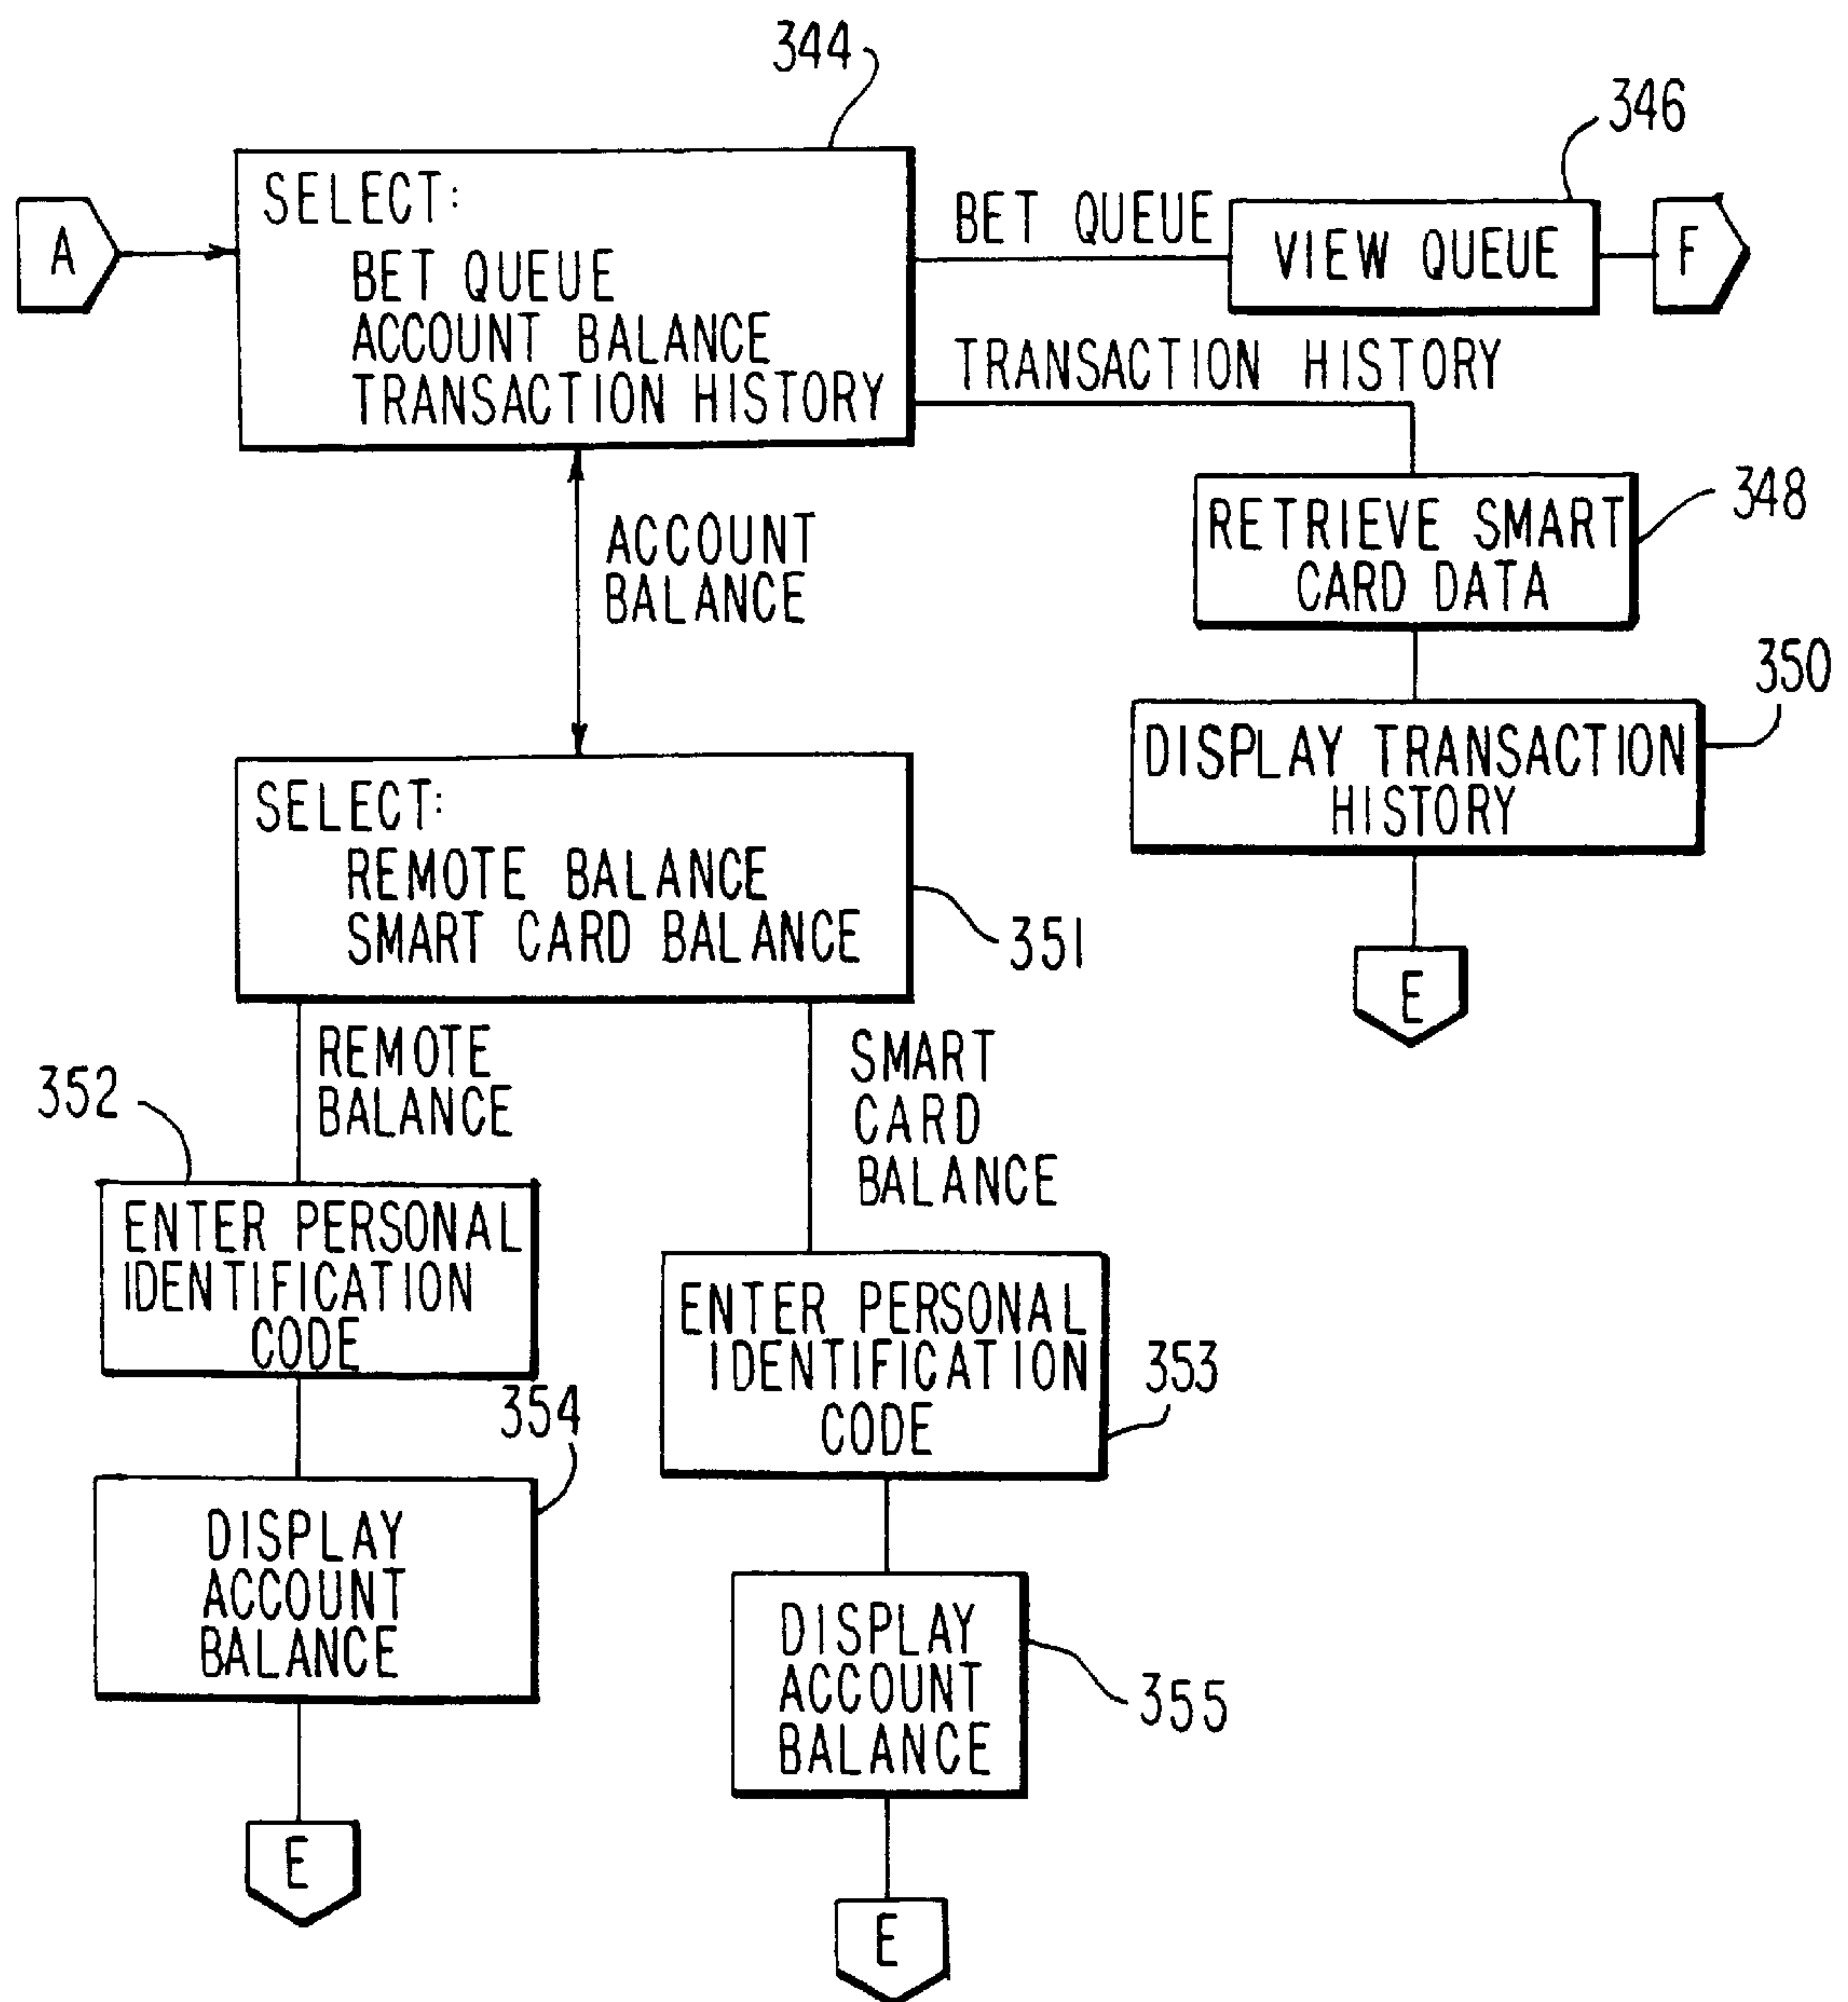 344
346
A
SELECT:
BET QUEUE
ACCOUNT BALANCE
TRANSACTION HISTORY
BET QUEUE
VIEW QUEUE
F
TRANSACTION HISTORY
348
RETRIEVE SMART
CARD DATA
350
DISPLAY TRANSACTION
HISTORY
E
ACCOUNT
BALANCE
SELECT:
REMOTE BALANCE
SMART CARD BALANCE
351
REMOTE
BALANCE
352
ENTER PERSONAL
IDENTIFICATION
CODE
354
DISPLAY
ACCOUNT
BALANCE
E
SMART
CARD
BALANCE
ENTER PERSONAL
IDENTIFICATION
CODE
353
DISPLAY
ACCOUNT
BALANCE
355
E